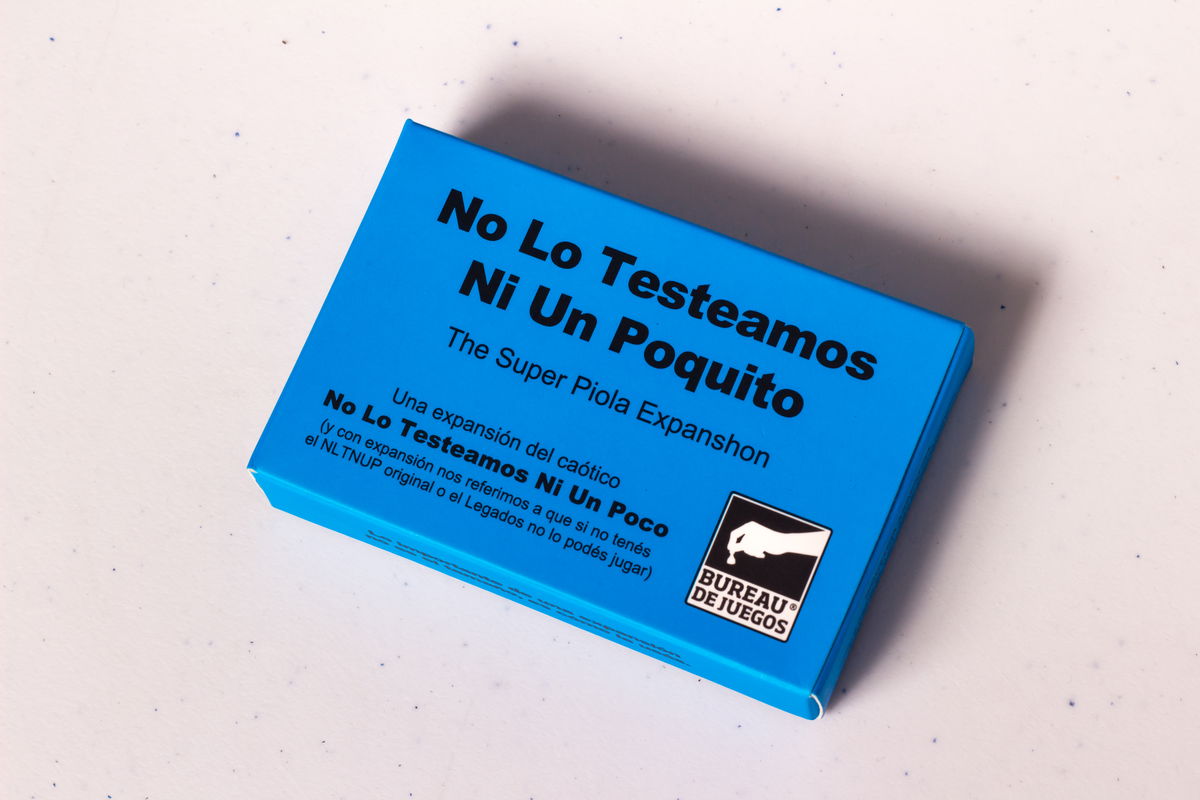 No Lo Testeamos
Ni Un Poquito
The Super Piola Expanshon
Una expansión del caótico
No Lo Testeamos Ni Un Poco
(y con expansión nos referimos a que si no tenés
el NLTNUP original o el Legados no lo podés jugar)
BUREAU®
DE JUEGOS